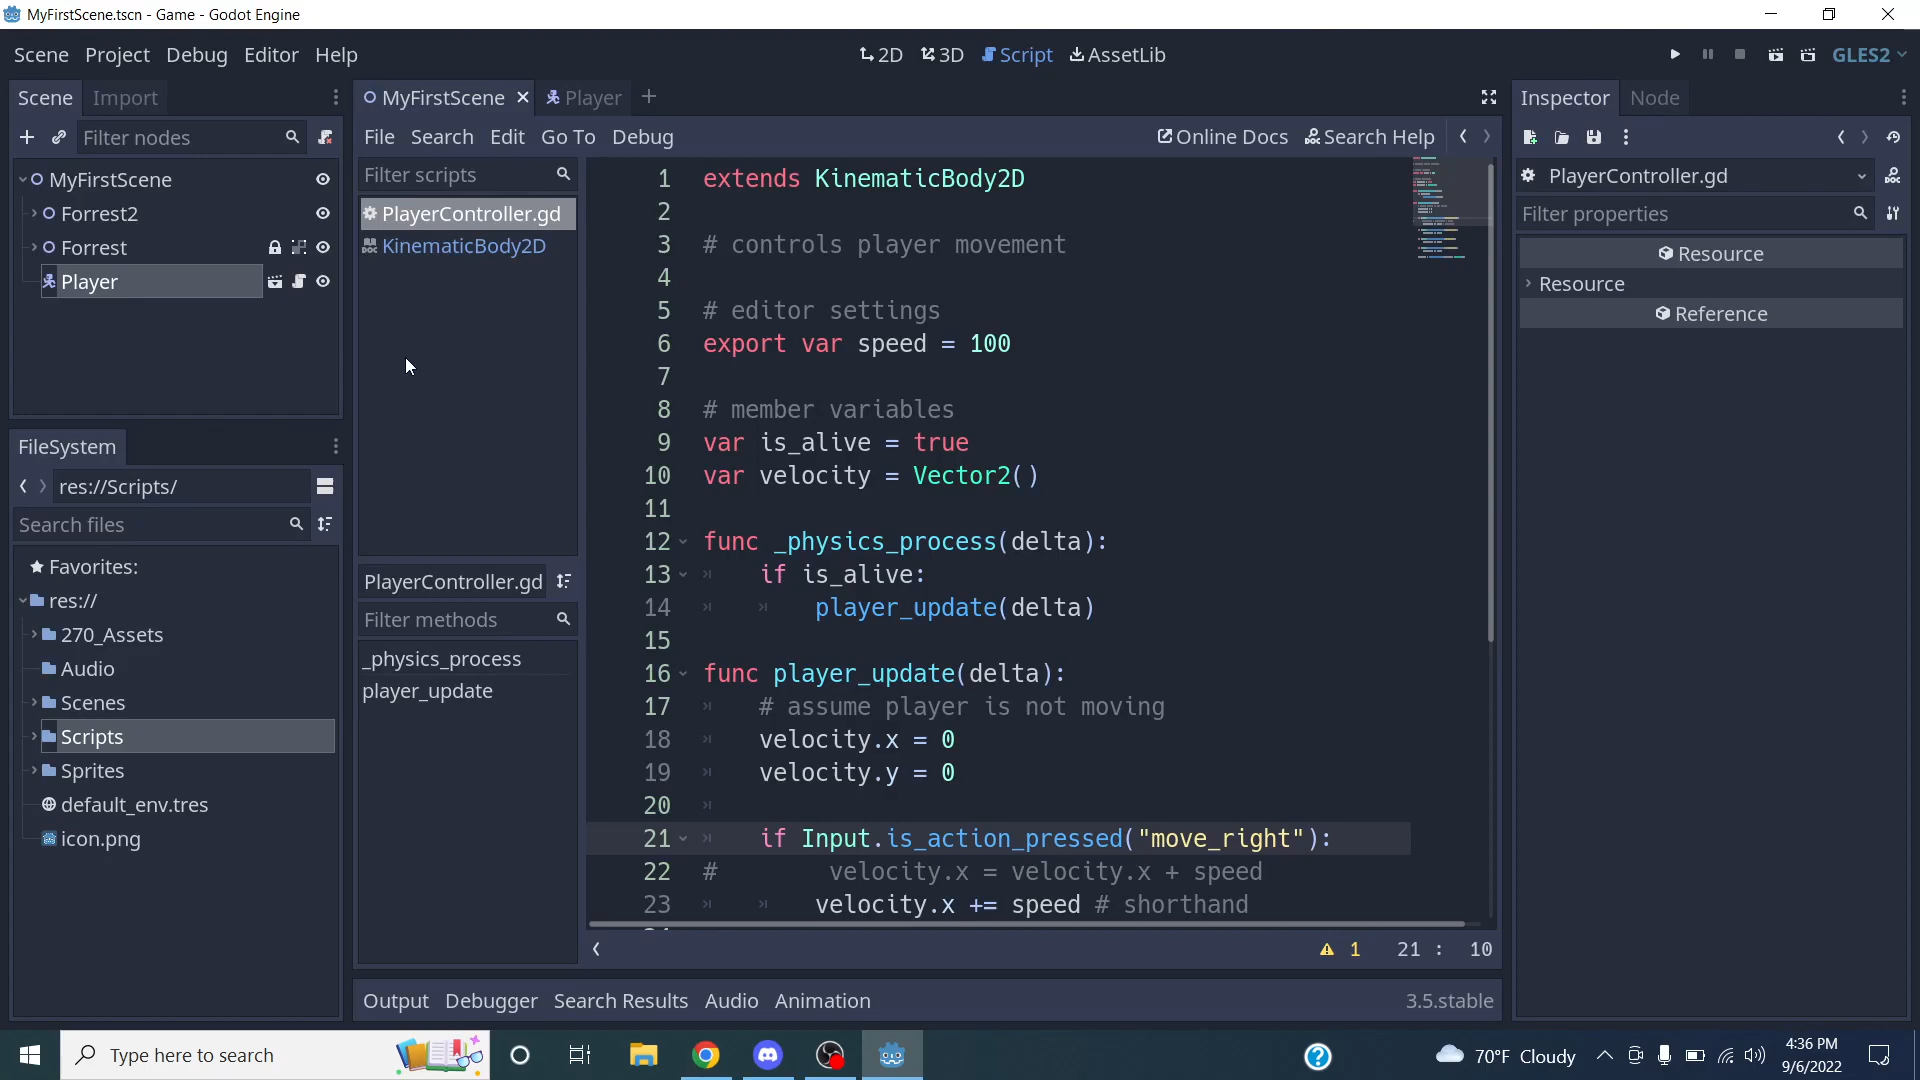 MyFirstScene.tscn - Game - Godot Engine
Scene Project Debug Editor Help
2D 3D Script AssetLib
GLES2
Scene Import
Filter nodes
MyFirstScene
Forrest2
Forrest
Player
FileSystem
res://Scripts/
Search files
Favorites:
res://
270_Assets
Audio
Scenes
Scripts
Sprites
default_env.tres
icon.png
MyFirstScene Player
File Search Edit Go To Debug
Online Docs Search Help
Filter scripts
PlayerController.gd
KinematicBody2D
PlayerController.gd
Filter methods
_physics_process
player_update
1 extends KinematicBody2D
2
3 # controls player movement
4
5 # editor settings
6 export var speed = 100
7
8 # member variables
9 var is_alive = true
10 var velocity = Vector2()
11
12 func _physics_process(delta):
13 if is_alive:
14 player_update(delta)
15
16 func player_update(delta):
17 # assume player is not moving
18 velocity.x = 0
19 velocity.y = 0
20
21 if Input.is_action_pressed("move_right"):
22 # velocity.x = velocity.x + speed
23 velocity.x += speed # shorthand
1 21 : 10
Output Debugger Search Results Audio Animation
3.5.stable
Inspector Node
PlayerController.gd
Filter properties
Resource
Resource
Reference
Type here to search
70°F Cloudy
4:36 PM
9/6/2022